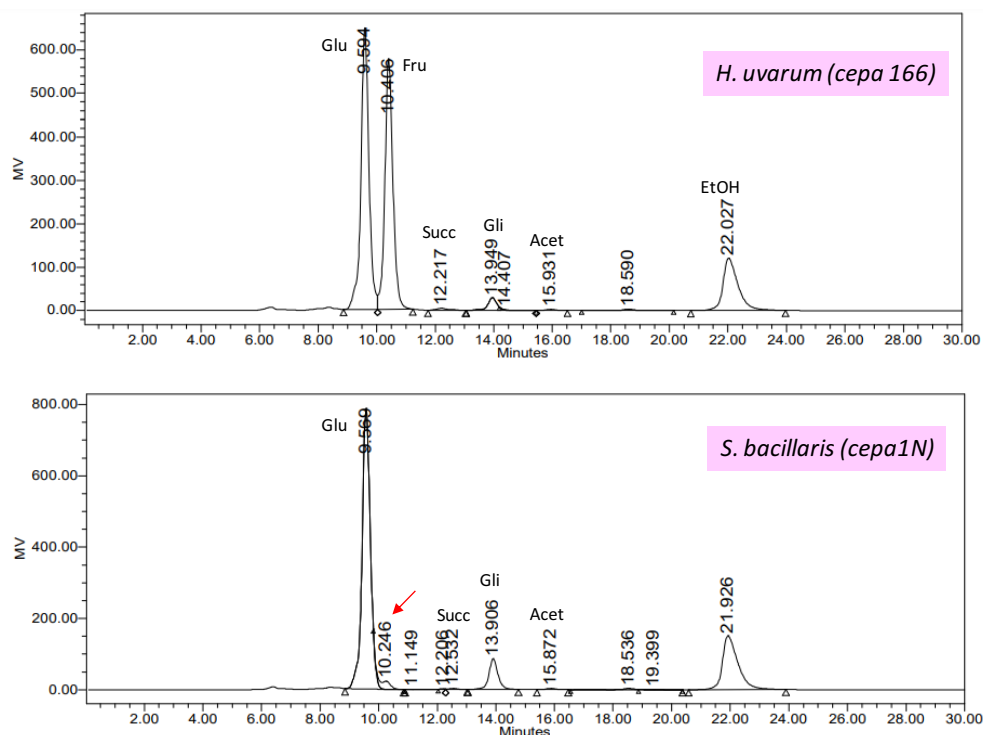 600.00
500.00
400.00
300.00
200.00
100.00
0.00
MV
Glu
9.594
10.406
Fru
H. uvarum (cepa 166)
Succ
12.217
Gli
13.949
14.407
Acet
15.931
18.590
EtOH
22.027
2.00 4.00 6.00 8.00 10.00 12.00 14.00 16.00 18.00 20.00 22.00 24.00 26.00 28.00 30.00
Minutes
800.00
600.00
400.00
200.00
0.00
MV
Glu
9.569
S. bacillaris (cepa1N)
10.246
11.149
Succ
12.206
12.532
Gli
13.906
Acet
15.872
18.536
19.399
21.926
2.00 4.00 6.00 8.00 10.00 12.00 14.00 16.00 18.00 20.00 22.00 24.00 26.00 28.00 30.00
Minutes